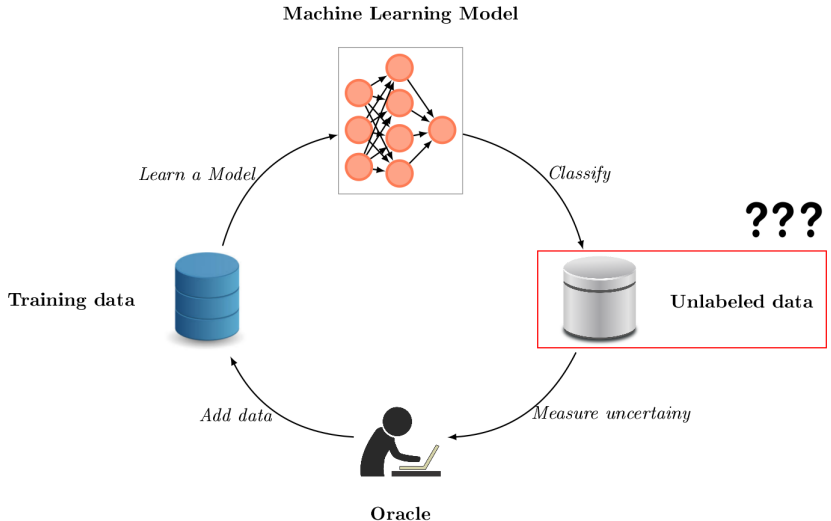 Machine Learning Model
Learn a Model
Classify
???
Training data
Unlabeled data
Add data
Measure uncertainy
Oracle